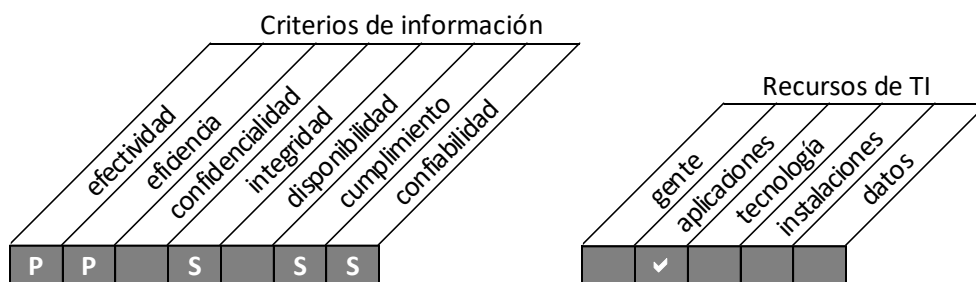 Criterios de información
Recursos de TI
efectividad
eficiencia
confidencialidad
integridad
disponibilidad
cumplimiento
confiabilidad
gente
aplicaciones
tecnología
instalaciones
datos
P P S S S ✓